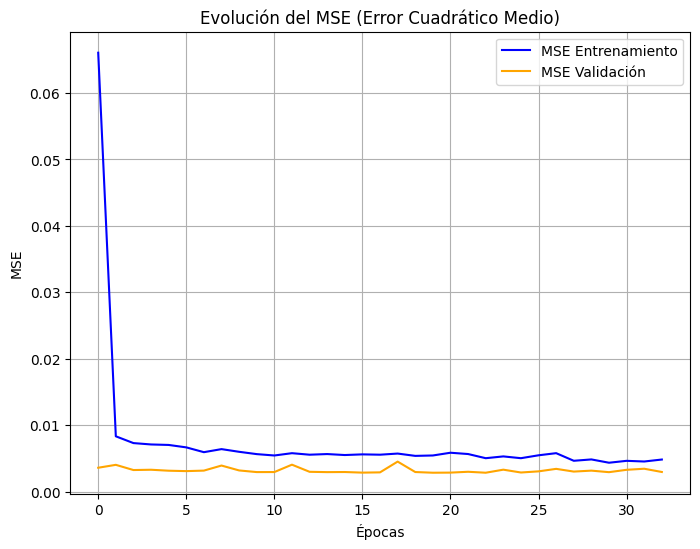 Evolución del MSE (Error Cuadrático Medio)
MSE Entrenamiento
MSE Validación
MSE
0.06
0.05
0.04
0.03
0.02
0.01
0.00
0 5 10 15 20 25 30
Épocas